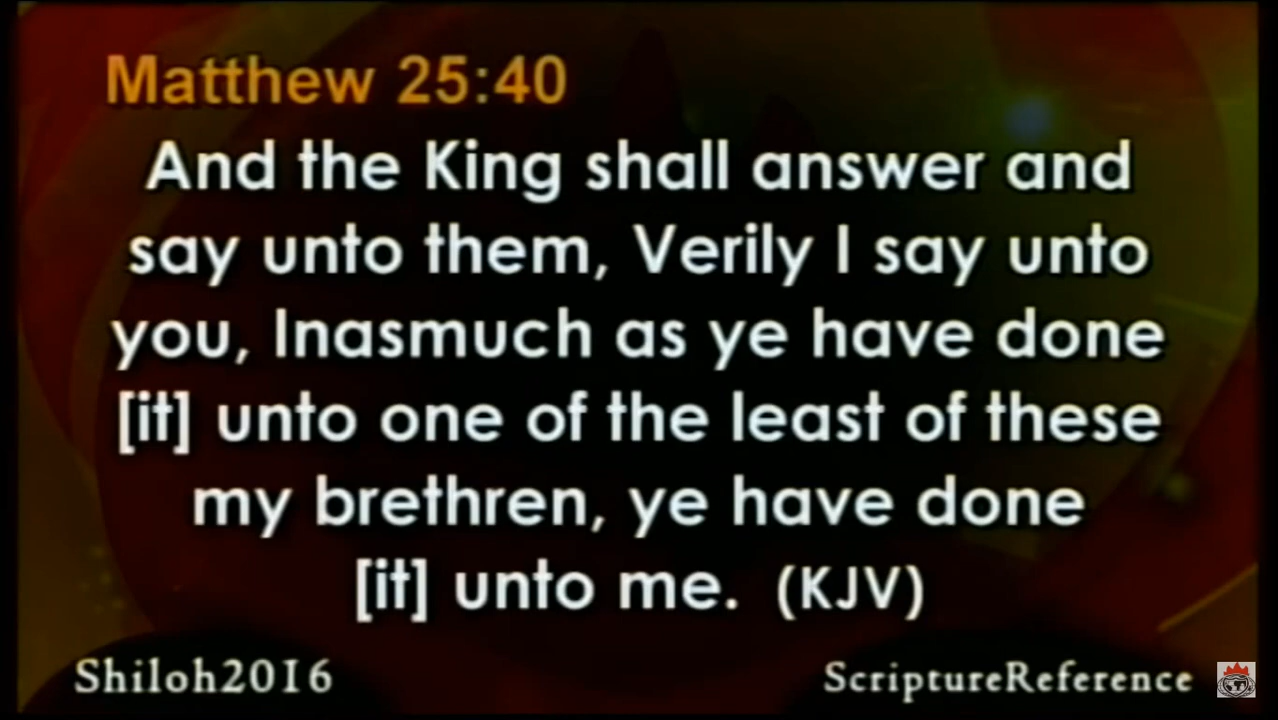 Matthew 25:40
And the King shall answer and
say unto them, Verily I say unto
you, Inasmuch as ye have done
[it] unto one of the least of these
my brethren, ye have done
[it] unto me. (KJV)
Shiloh2016
ScriptureReference